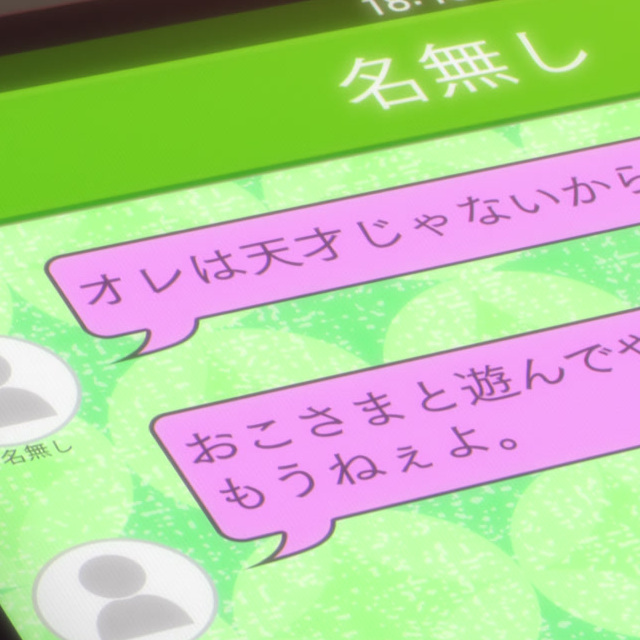 名無し
オレは天才じゃないから
おこさまと遊んでや
もうねぇよ。
名無し